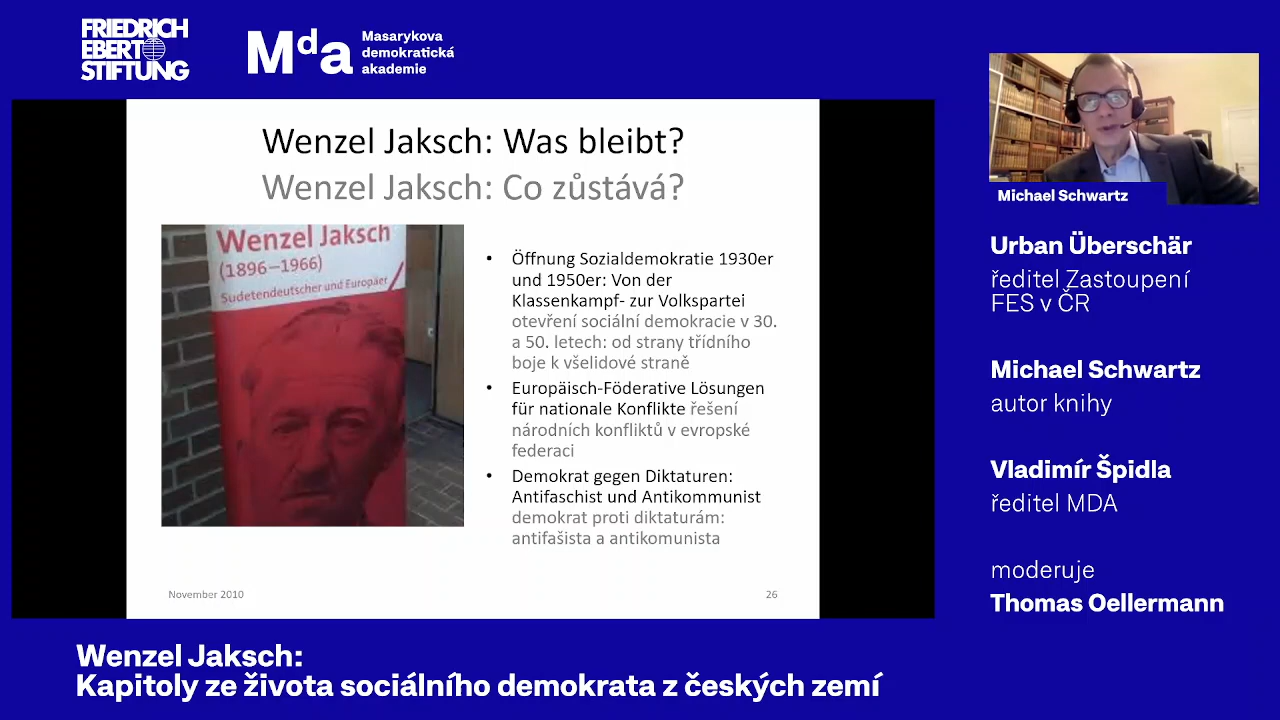 FRIEDRICH
EBERT
STIFTUNG
Mda
Masarykova
demokratická
akademie
Wenzel Jaksch: Was bleibt?
Wenzel Jaksch: Co zůstává?
Wenzel Jaksch
(1896–1966)
Sudetendeutscher und Europäer
• Öffnung Sozialdemokratie 1930er
und 1950er: Von der
Klassenkampf- zur Volkspartei
otevření sociální demokracie v 30.
a 50. letech: od strany třídního
boje k všelidové straně
• Europäisch-Föderative Lösungen
für nationale Konflikte řešení
národních konfliktů v evropské
federaci
• Demokrat gegen Diktaturen:
Antifaschist und Antikommunist
demokrat proti diktaturám:
antifašista a antikomunista
November 2010
26
Michael Schwartz
Urban Überschär
ředitel Zastoupení
FES v ČR
Michael Schwartz
autor knihy
Vladimír Špidla
ředitel MDA
moderuje
Thomas Oellermann
Wenzel Jaksch:
Kapitoly ze života sociálního demokrata z českých zemí